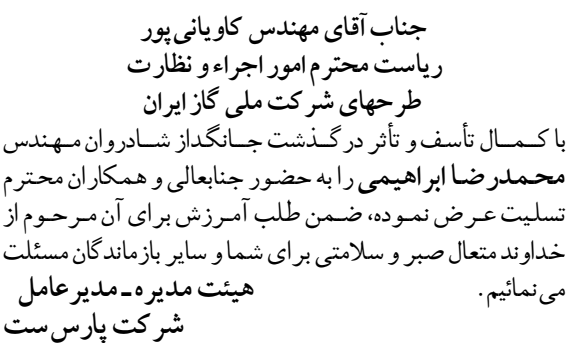 جناب آقای مهندس کاویانی پور
ریاست محترم امور اجراء و نظارت
طرحهای شرکت ملی گاز ایران
با کمال تأسف و تأثر درگذشت جانگداز شادروان مهندس
محمدرضا ابراهیمی را به حضور جنابعالی و همکاران محترم
تسلیت عرض نموده، ضمن طلب آمرزش برای آن مرحوم از
خداوند متعال صبر و سلامتی برای شما و سایر بازماندگان مسئلت
می‌نمائیم. هیئت مدیره ـ مدیرعامل
شرکت پارس ست